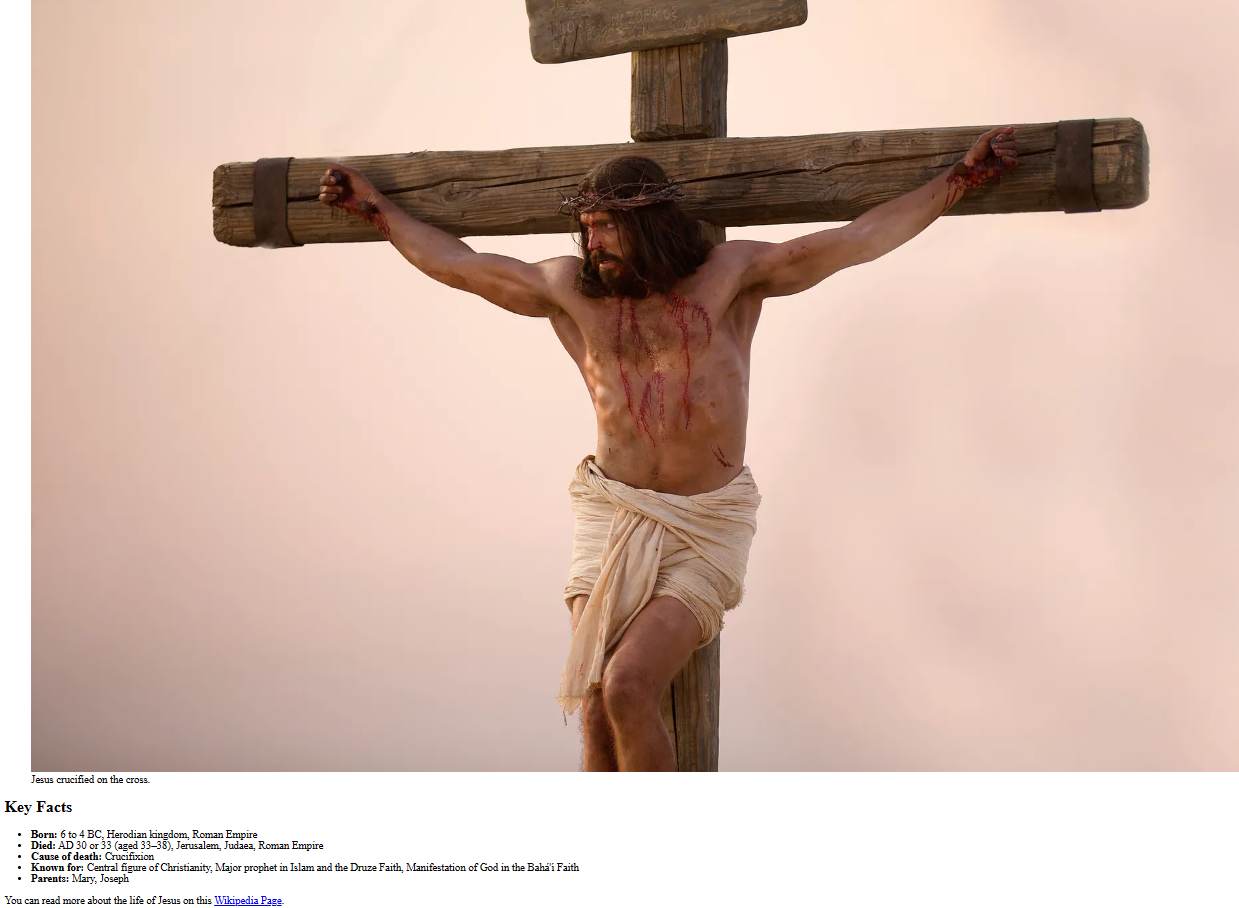 Jesus crucified on the cross.
Key Facts
• Born: 6 to 4 BC, Herodian kingdom, Roman Empire
• Died: AD 30 or 33 (aged 33–38), Jerusalem, Judaea, Roman Empire
• Cause of death: Crucifixion
• Known for: Central figure of Christianity, Major prophet in Islam and the Druze Faith, Manifestation of God in the Bahá'í Faith
• Parents: Mary, Joseph
You can read more about the life of Jesus on this Wikipedia Page.